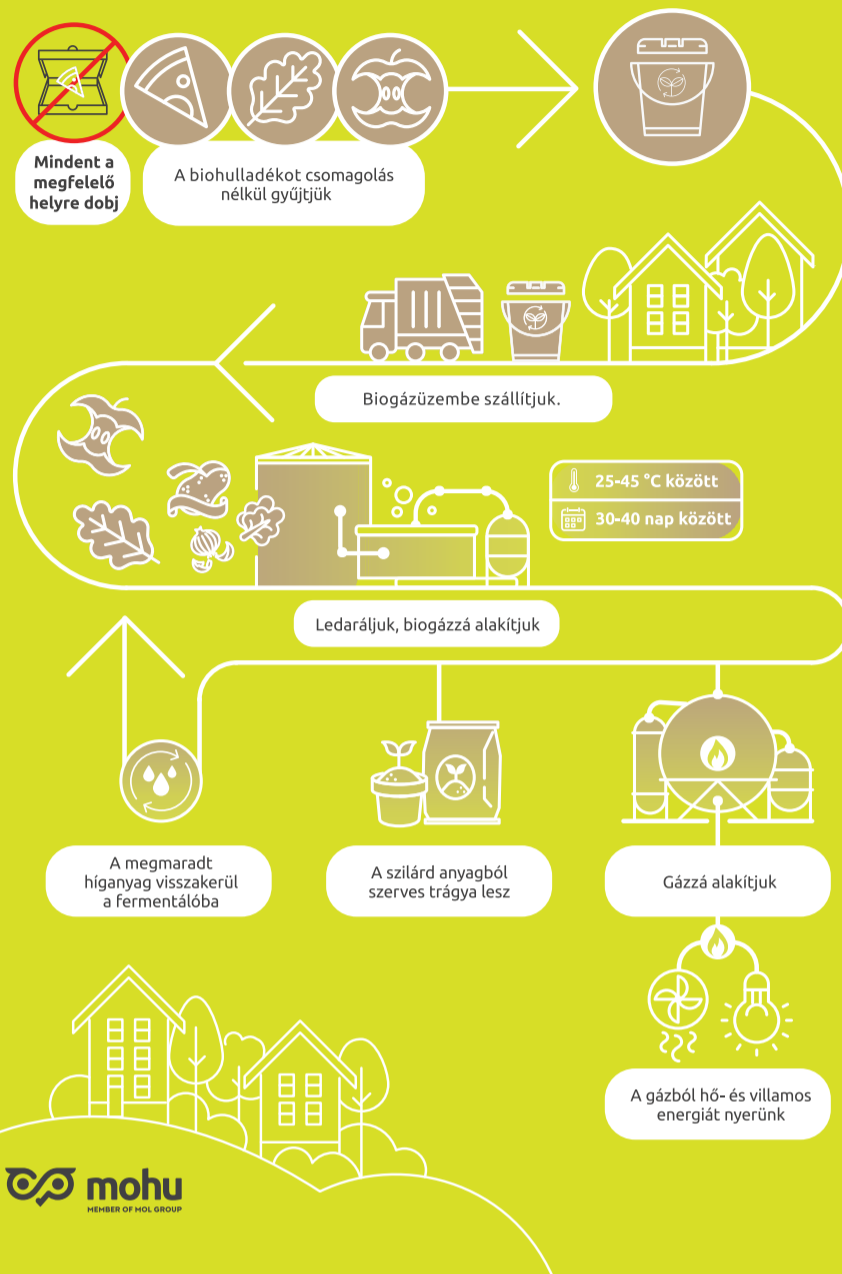 Mindent a
megfelelő
helyre dobj
A biohulladékot csomagolás
nélkül gyűjtjük
Biogázüzembe szállítjuk.
25-45 °C között
30-40 nap között
Ledaráljuk, biogázzá alakítjuk
A megmaradt
híganyag visszakerül
a fermentálóba
A szilárd anyagból
szerves trágya lesz
Gázzá alakítjuk
A gázból hő- és villamos
energiát nyerünk
mohu
MEMBER OF MOL GROUP